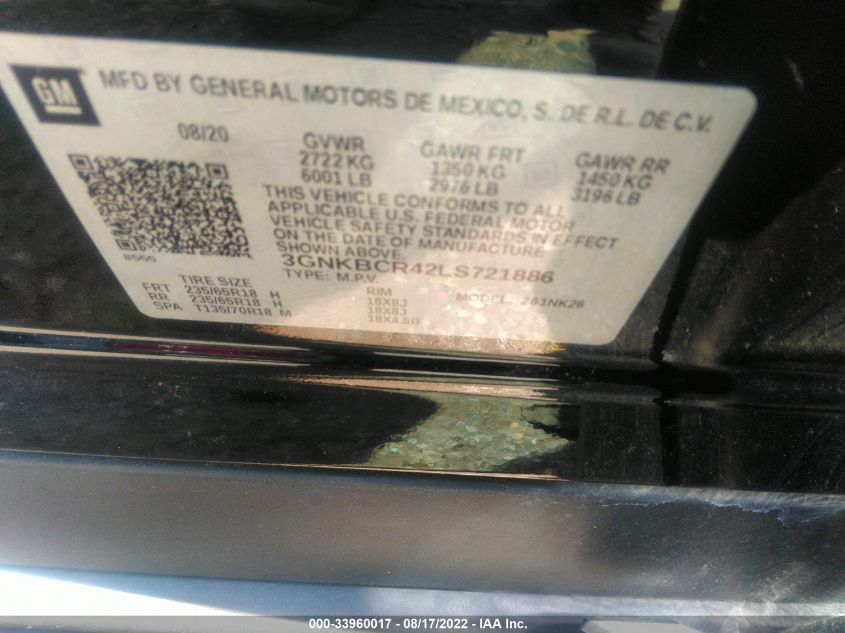 GM
MFD BY GENERAL MOTORS DE MEXICO, S. DE R.L. DE C.V.
08/20 GVWR GAWR FRT GAWR RR
2722 KG 1350 KG 1450 KG
6001 LB 2976 LB 3196 LB
THIS VEHICLE CONFORMS TO ALL
APPLICABLE U.S. FEDERAL MOTOR
VEHICLE SAFETY STANDARDS IN EFFECT
ON THE DATE OF MANUFACTURE
SHOWN ABOVE.
8555
3GNKBCR42LS721886
TYPE: M.P.V. MODEL: 261NK26
TIRE SIZE RIM
FRT 235/65R18 H 18X8J
RR 235/65R18 H 18X8J
SPA T135/70R18 M 18X4.5B
000-33960017 - 08/17/2022 - IAA Inc.